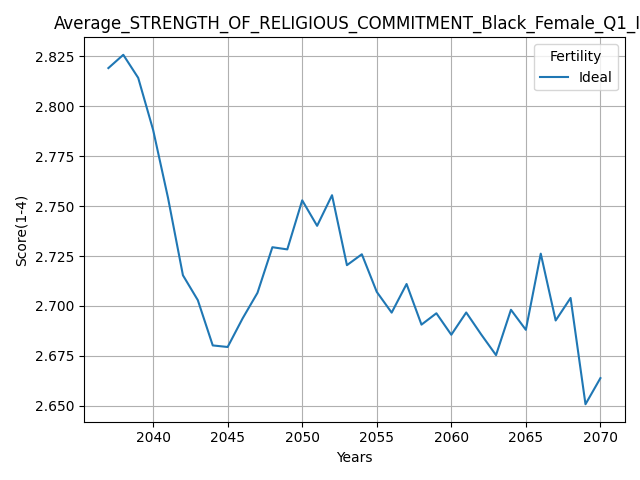 Average_STRENGTH_OF_RELIGIOUS_COMMITMENT_Black_Female_Q1_I
2.825
2.800
2.775
2.750
2.725
2.700
2.675
2.650
Score(1-4)
Fertility
Ideal
2040 2045 2050 2055 2060 2065 2070
Years